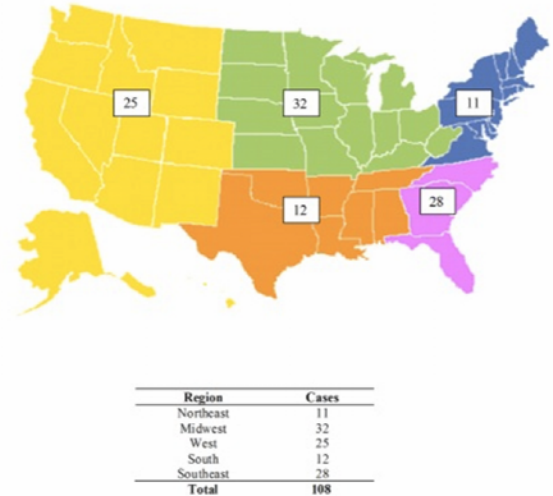 25
32
11
12
28
Region Cases
Northeast 11
Midwest 32
West 25
South 12
Southeast 28
Total 108